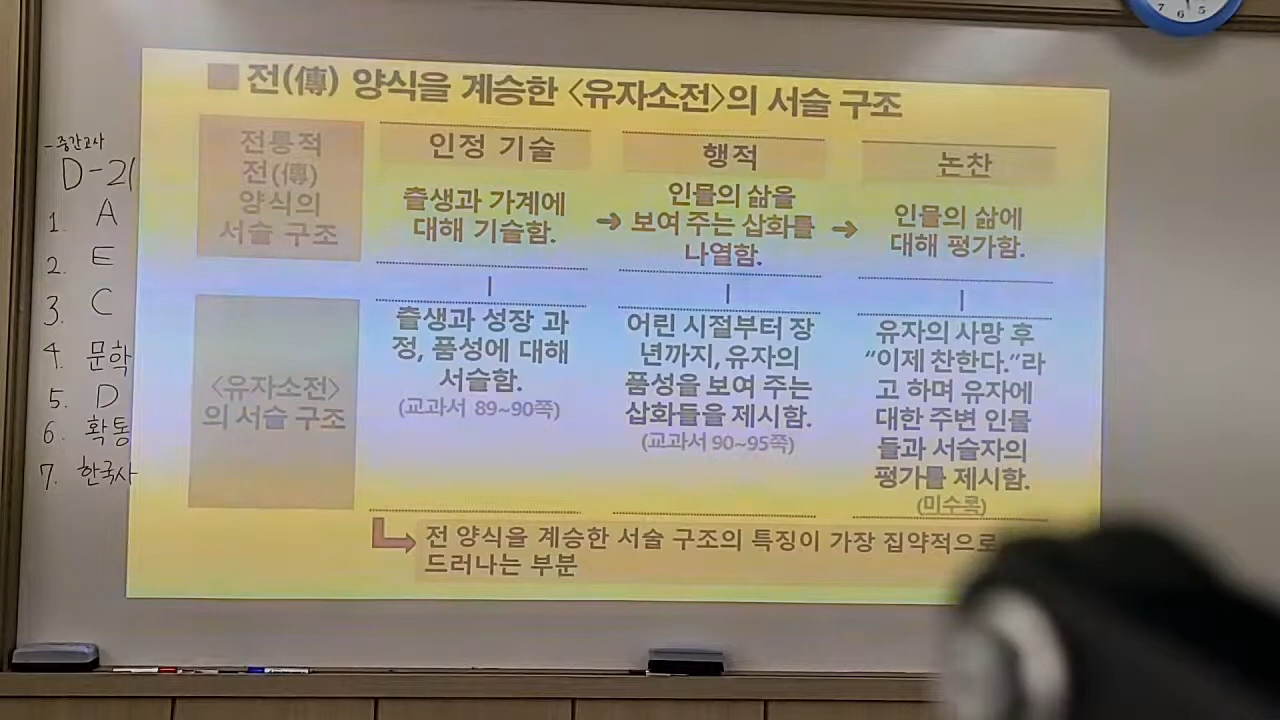 7 6 5
■ 전(傳) 양식을 계승한 〈유자소전〉의 서술 구조
전통적
전(傳)
양식의
서술 구조
인정 기술
출생과 가계에
대해 기술함.
➔
행적
인물의 삶을
보여 주는 삽화를
나열함.
➔
논찬
인물의 삶에
대해 평가함.
〈유자소전〉
의 서술 구조
출생과 성장 과
정, 품성에 대해
서술함.
(교과서 89~90쪽)
어린 시절부터 장
년까지, 유자의
품성을 보여 주는
삽화들을 제시함.
(교과서 90~95쪽)
유자의 사망 후
“이제 찬한다.”라
고 하며 유자에
대한 주변 인물
들과 서술자의
평가를 제시함.
(미수록)
전 양식을 계승한 서술 구조의 특징이 가장 집약적으로
드러나는 부분
- 중간고사
D-21
1. A
2. E
3. C
4. 문학
5. D
6. 확통
7. 한국사